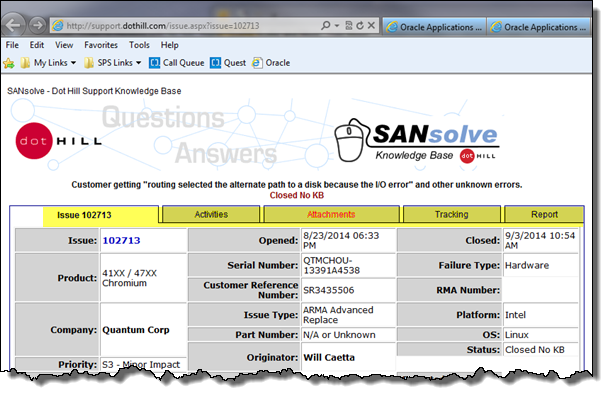 http://support.dothill.com/issue.aspx?issue=102713
Oracle Applications ...
Oracle Applications ...
File Edit View Favorites Tools Help
My Links SPS Links Call Queue Quest Oracle
SANsolve - Dot Hill Support Knowledge Base
dot HILL
Questions
Answers
SANsolve
Knowledge Base dot HILL
Customer getting "routing selected the alternate path to a disk because the I/O error" and other unknown errors.
Closed No KB
Issue 102713 Activities Attachments Tracking Report
Issue: 102713
Opened: 8/23/2014 06:33 PM
Closed: 9/3/2014 10:54 AM
Product: 41XX / 47XX Chromium
Serial Number: QTMCHOU-13391A4538
Failure Type: Hardware
Customer Reference Number: SR3435506
RMA Number:
Company: Quantum Corp
Issue Type: ARMA Advanced Replace
Platform: Intel
Part Number: N/A or Unknown
OS: Linux
Originator: Will Caetta
Status: Closed No KB
Priority: S3 - Minor Impact